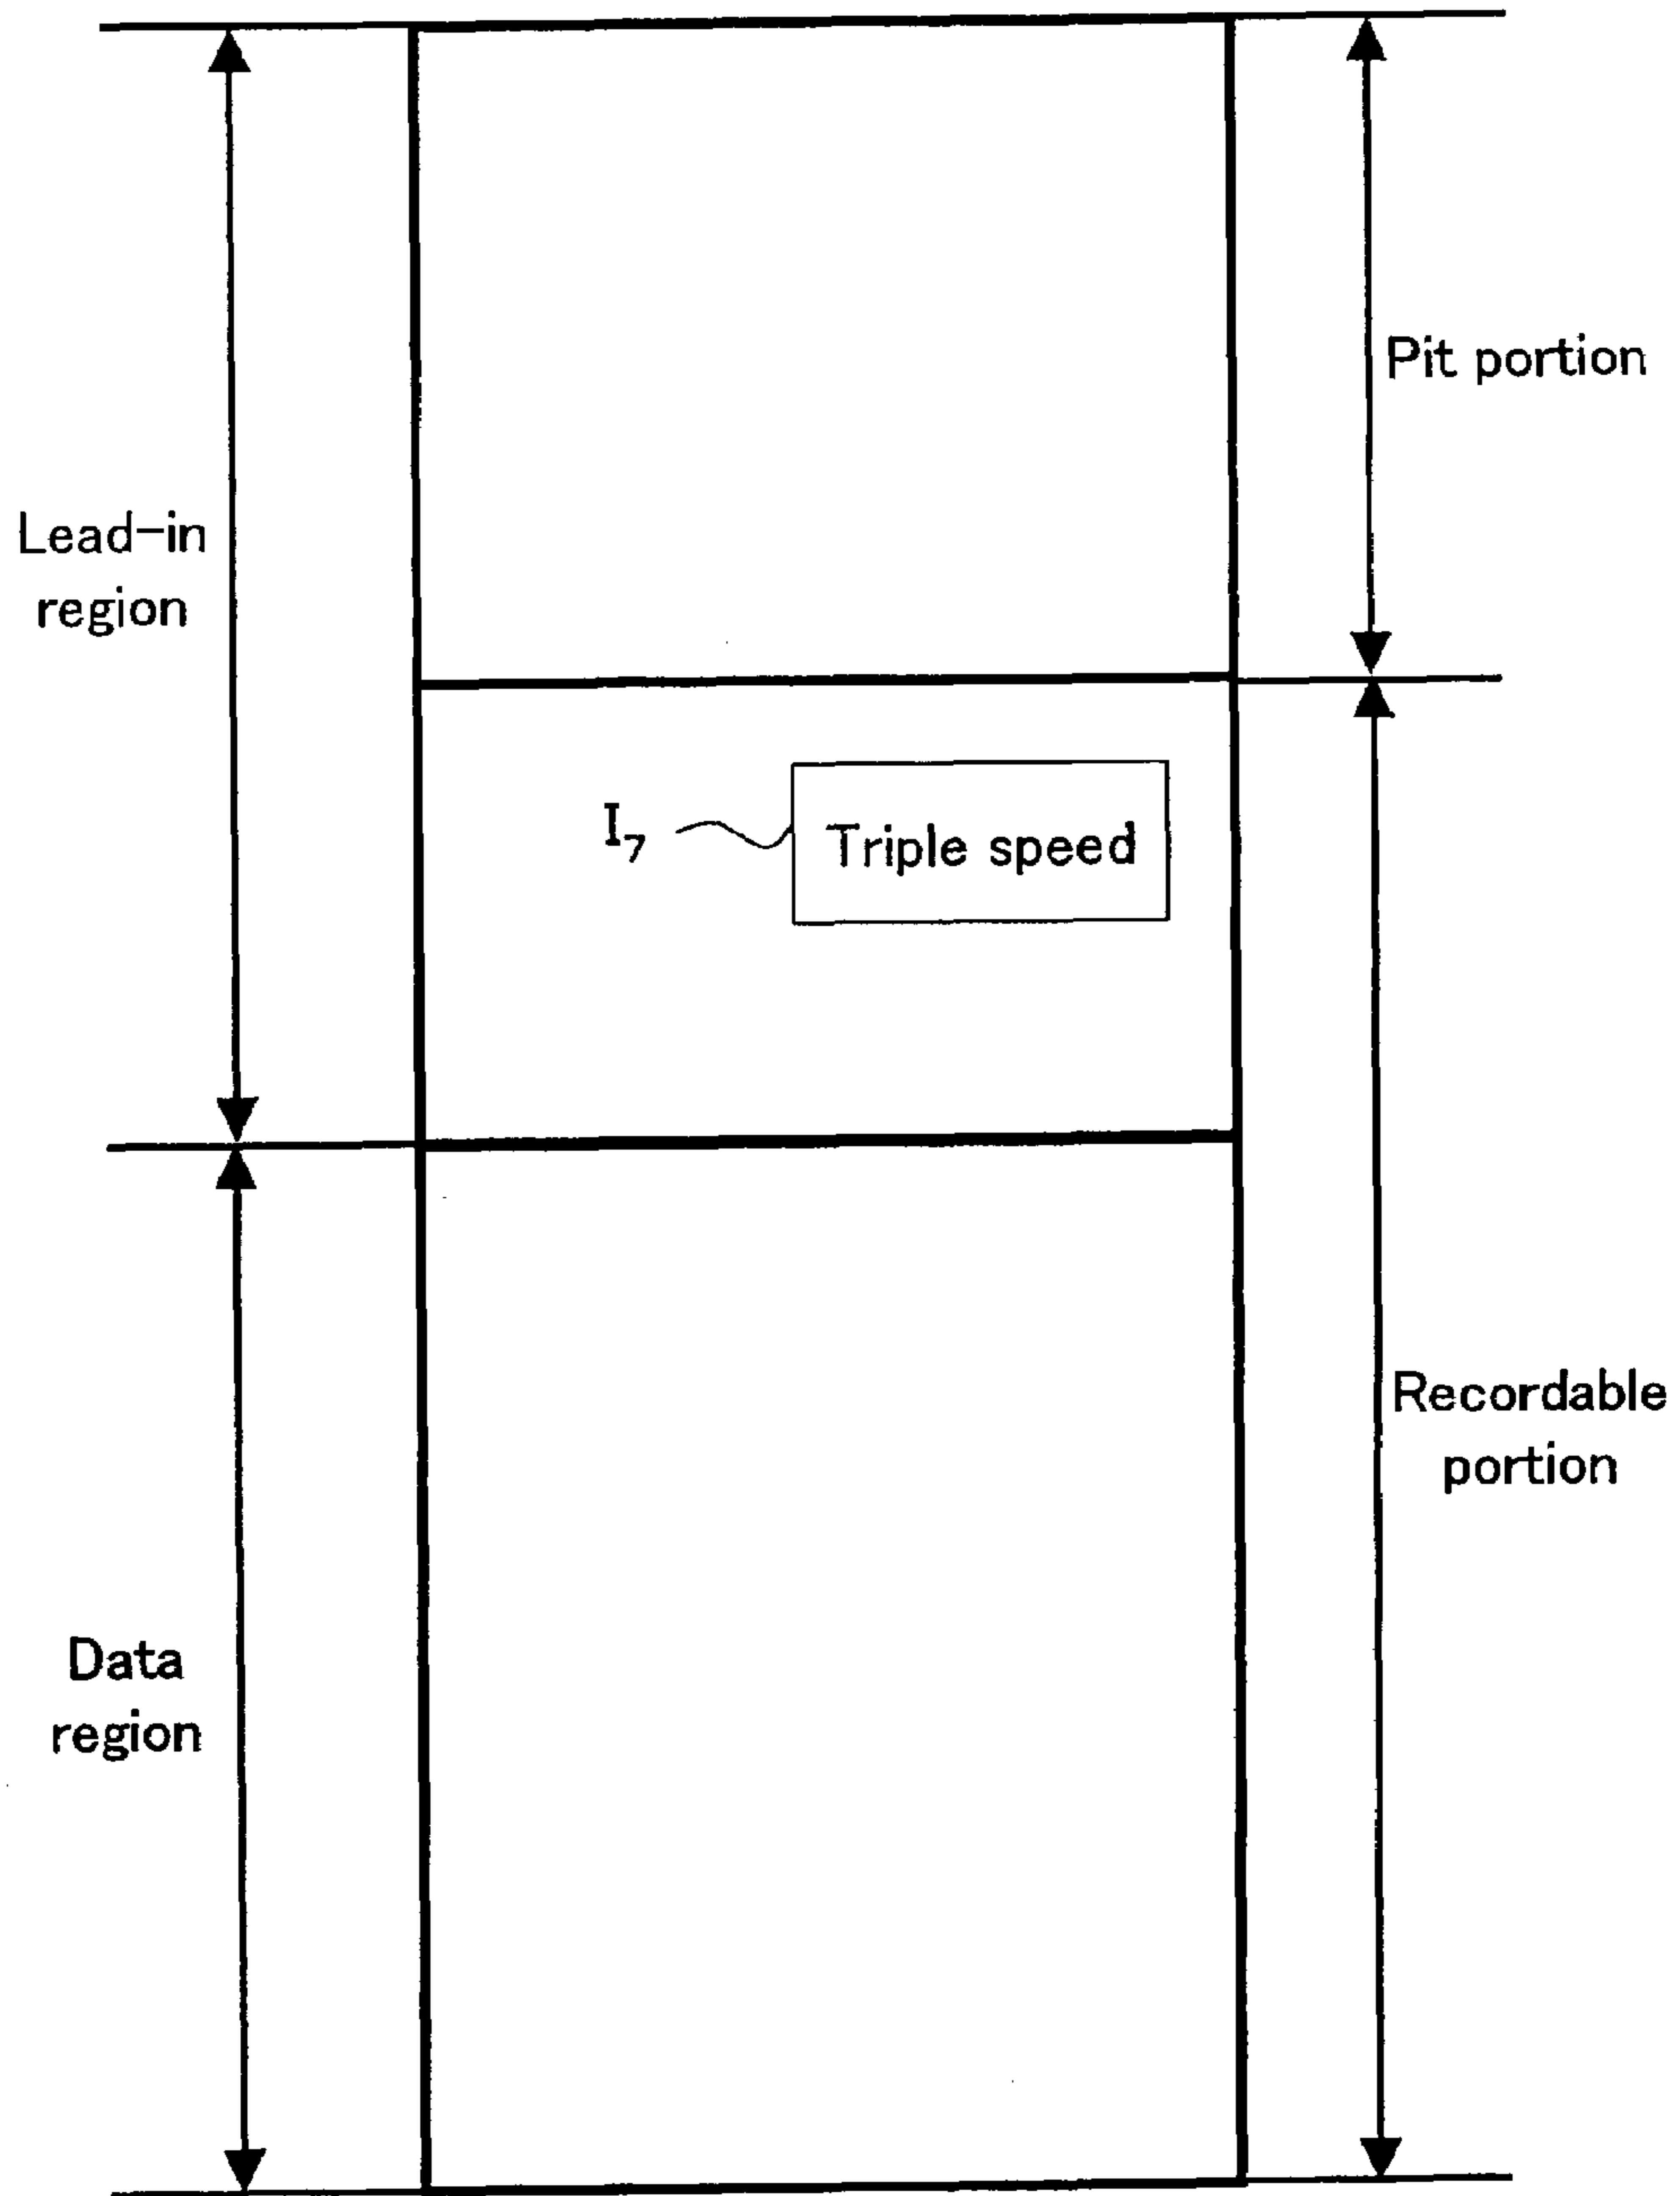 Pit portion
Lead-in
region
I₇
Triple speed
Recordable
portion
Data
region